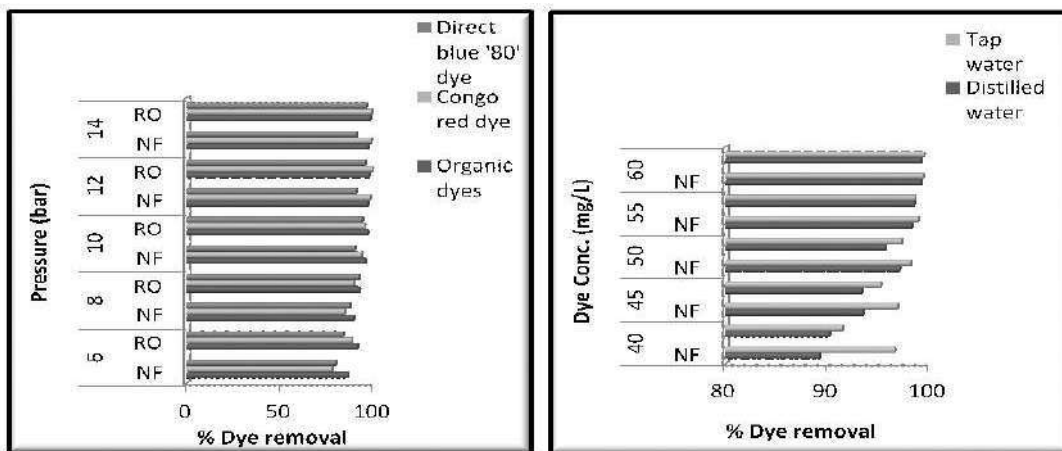 Direct
blue '80'
dye
Congo
red dye
Organic
dyes
Pressure (bar)
14
RO
NF
12
RO
NF
10
RO
NF
8
RO
NF
6
RO
NF
0 50 100
% Dye removal
Tap
water
Distilled
water
Dye Conc. (mg/L)
60
NF
55
NF
50
NF
45
NF
40
NF
80 90 100
% Dye removal